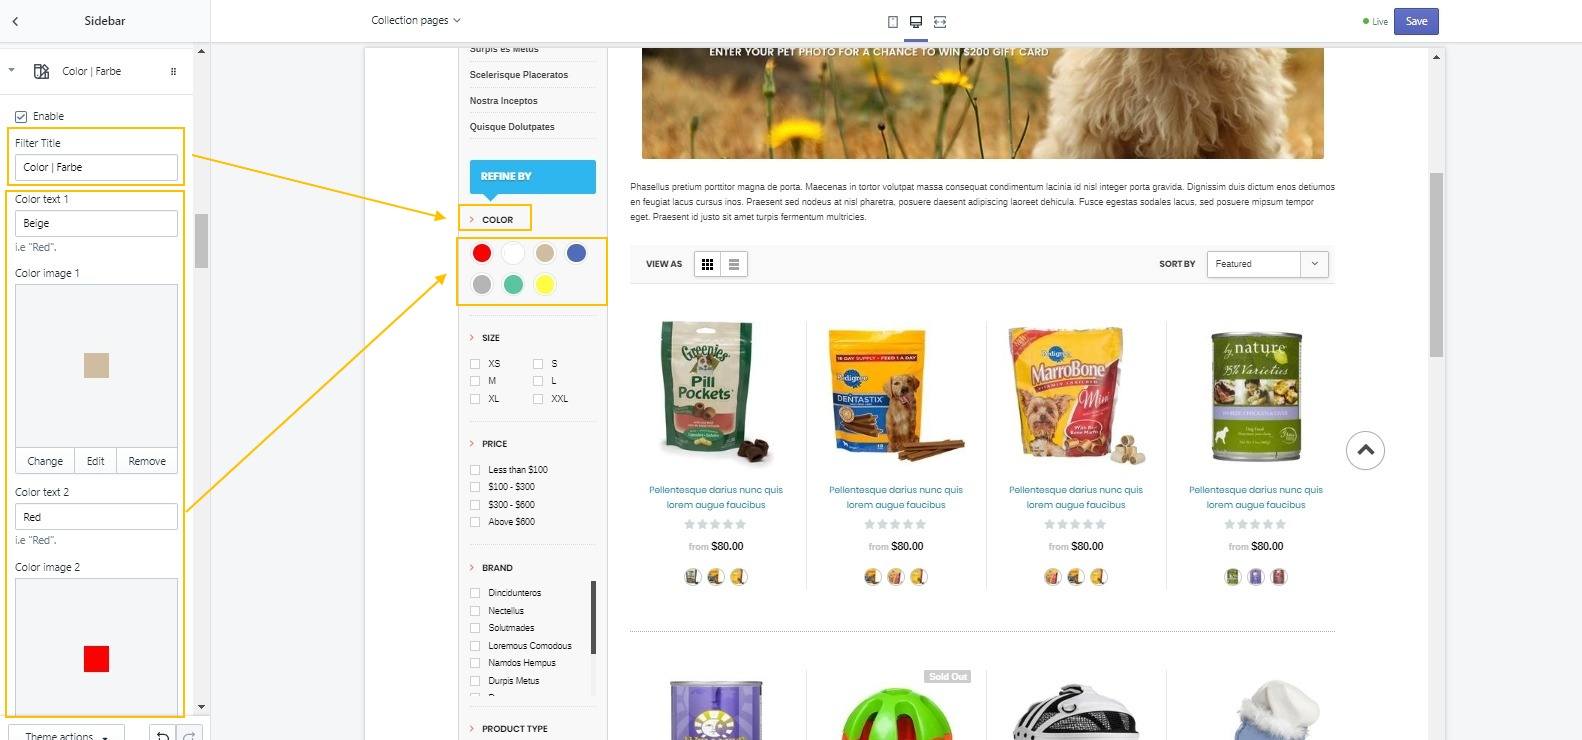 Sidebar
Collection pages
Live
Save
Color | Farbe
Enable
Filter Title
Color | Farbe
Color text 1
Beige
i.e "Red".
Color image 1
Change
Edit
Remove
Color text 2
Red
i.e "Red".
Color image 2
Theme actions
Surpis es Metus
Scelerisque Placeratos
Nostra Inceptos
Quisque Dolutpates
REFINE BY
COLOR
SIZE
XS
S
M
L
XL
XXL
PRICE
Less than $100
$100 - $300
$300 - $600
Above $600
BRAND
Dincidunteros
Nectellus
Solutmades
Loremous Comodous
Namdos Hempus
Durpis Metus
PRODUCT TYPE
ENTER YOUR PET PHOTO FOR A CHANCE TO WIN $200 GIFT CARD
Phasellus pretium porttitor magna de porta. Maecenas in tortor volutpat massa consequat condimentum lacinia id nisl integer porta gravida. Dignissim duis dictum enos detiumos
en feugiat lacus cursus inos. Praesent sed nodeus at nisl pharetra, posuere daesent adipiscing laoreet dehicula. Fusce egestas sodales lacus, sed posuere mipsum tempor
eget. Praesent id justo sit amet turpis fermentum multricies.
VIEW AS
SORT BY
Featured
Greenies
Pill
Pockets
15 DAY SUPPLY • FEED 1 A DAY
Pedigree
DENTASTIX
Pedigree
MarroBone
Mini
by nature
95% Varieties
Pellentesque darius nunc quis
lorem augue faucibus
from $80.00
Pellentesque darius nunc quis
lorem augue faucibus
from $80.00
Pellentesque darius nunc quis
lorem augue faucibus
from $80.00
Pellentesque darius nunc quis
lorem augue faucibus
from $80.00
Sold Out